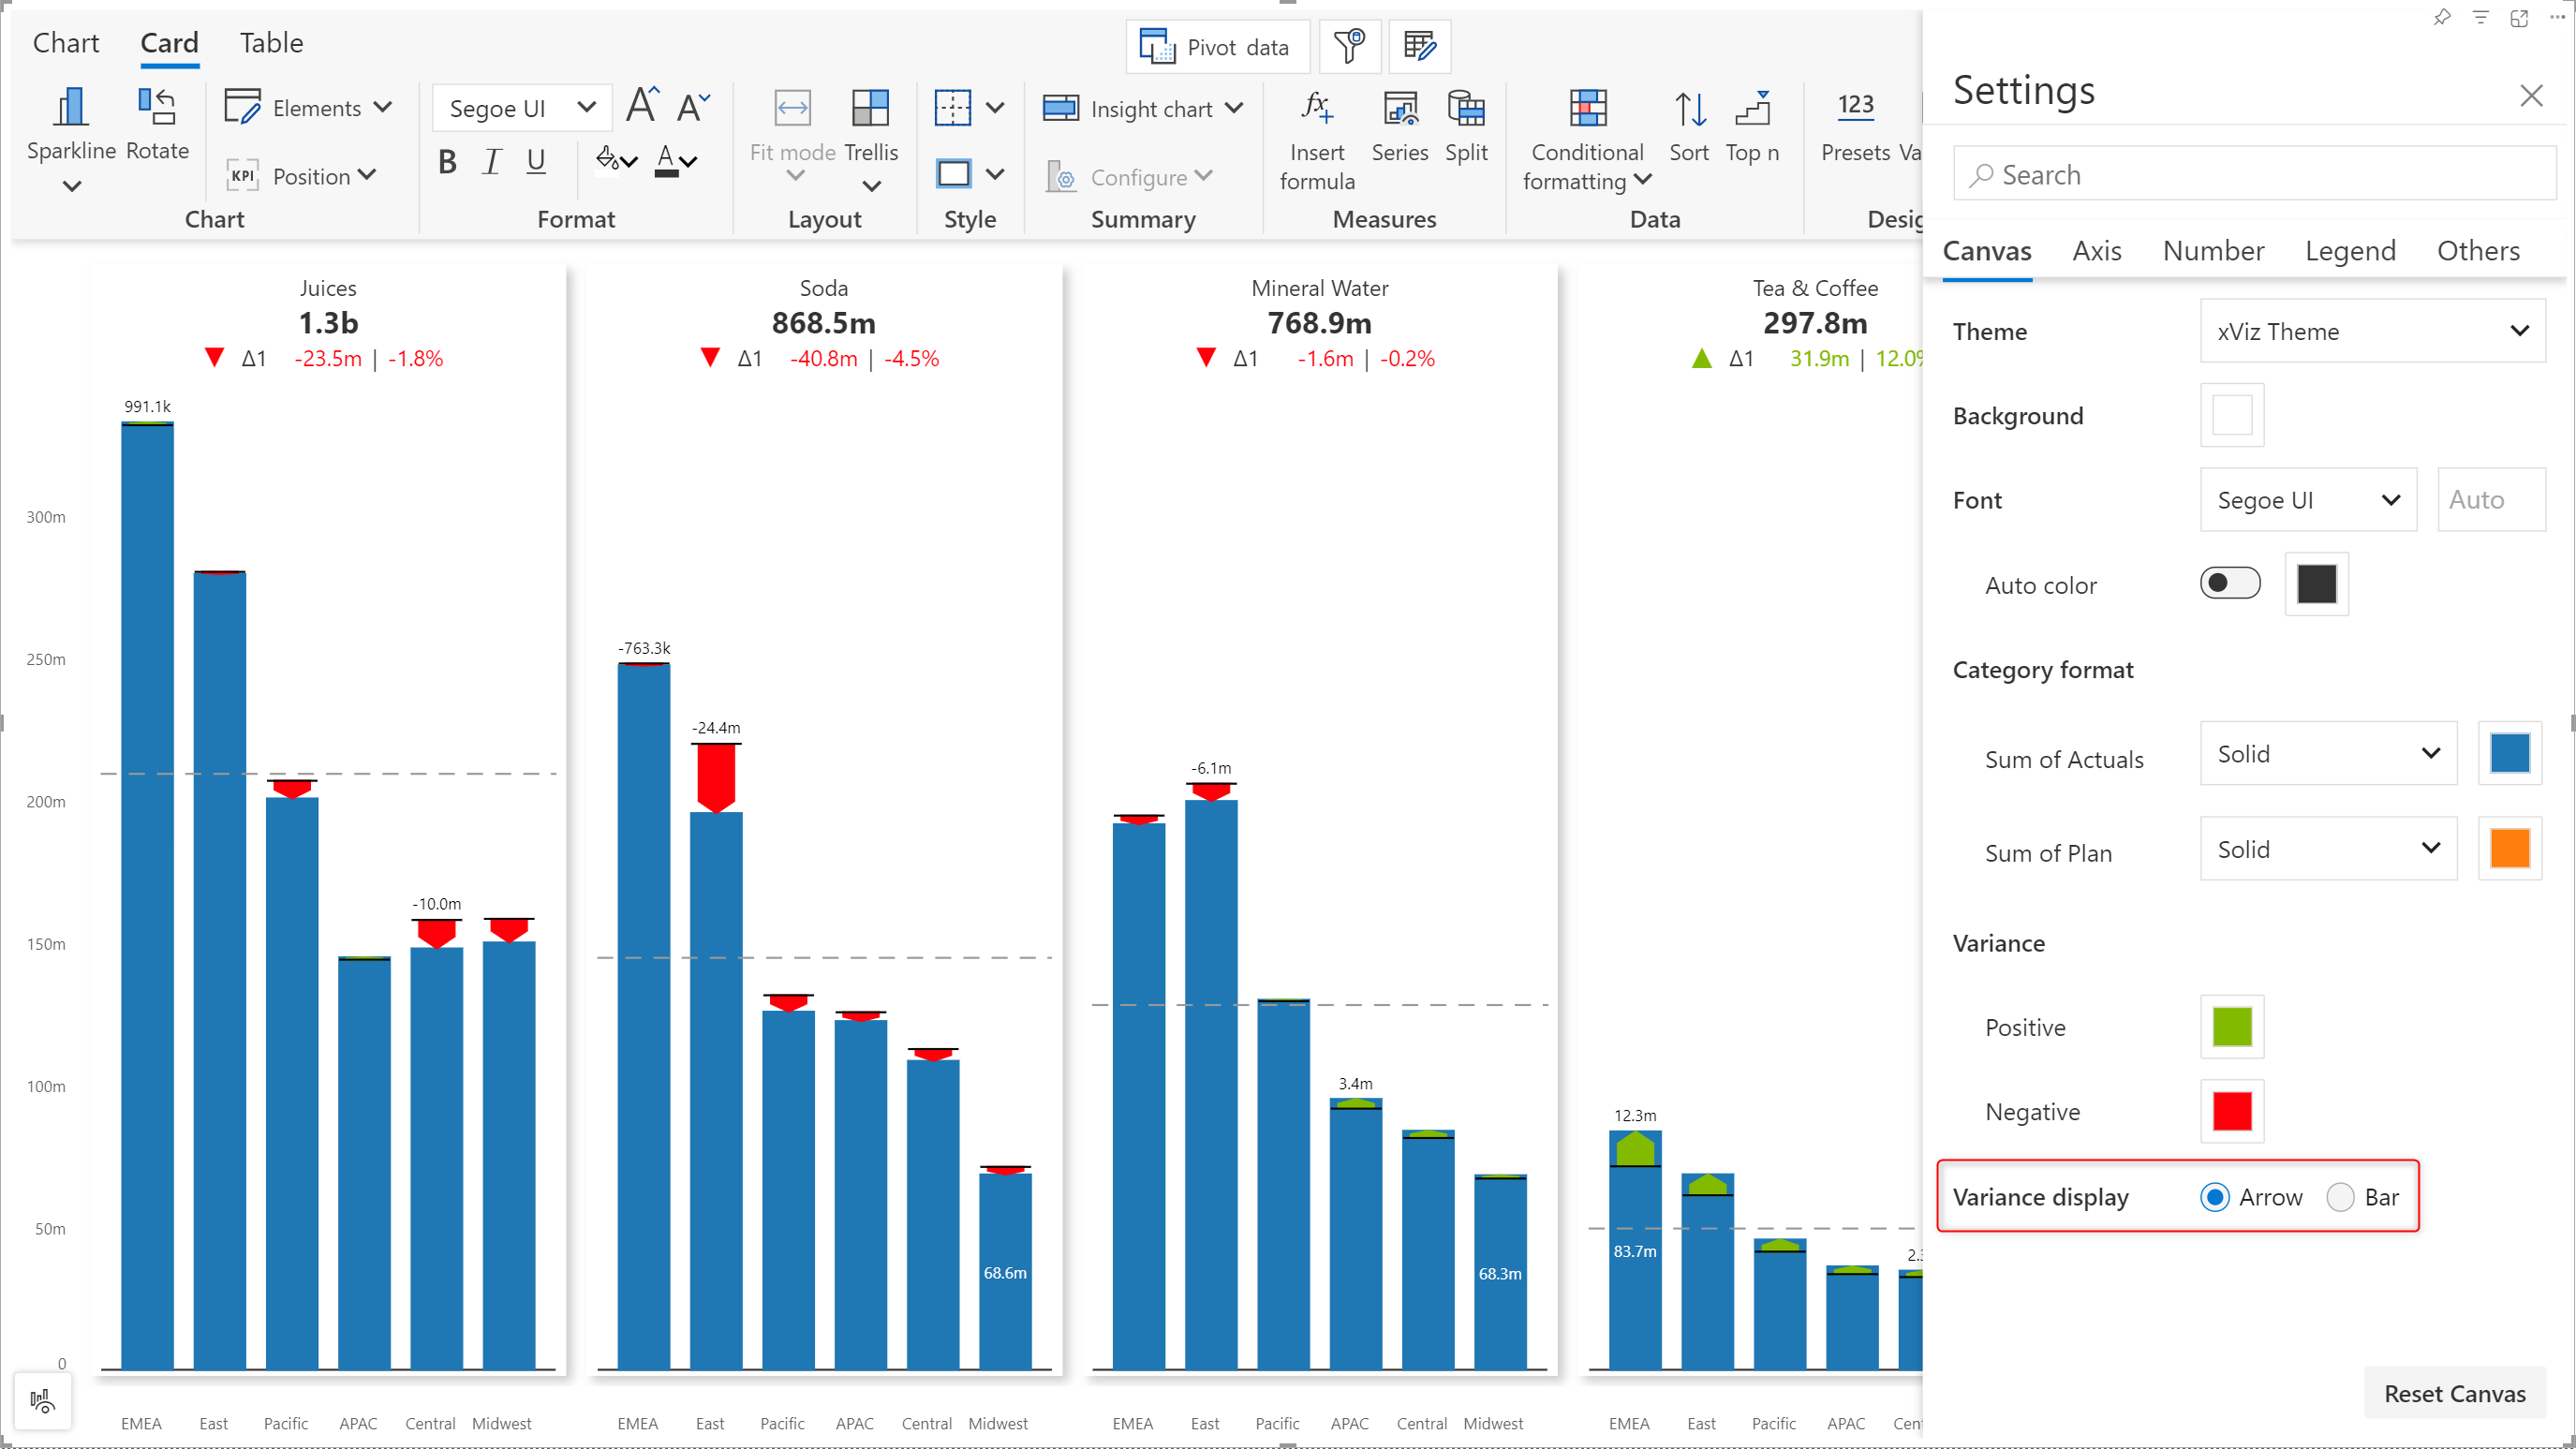 Chart Card Table
Pivot data
Sparkline Rotate
Elements
KPI Position
Chart
Segoe UI A A
B I U A
Format
Fit mode Trellis
Layout
Style
Insight chart
Configure
Summary
fx
Insert formula Series Split
Measures
Conditional formatting Sort Top n
Data
123
Presets Va
Desig
Juices
1.3b
Δ1 -23.5m | -1.8%
Soda
868.5m
Δ1 -40.8m | -4.5%
Mineral Water
768.9m
Δ1 -1.6m | -0.2%
Tea & Coffee
297.8m
Δ1 31.9m | 12.0%
300m
250m
200m
150m
100m
50m
0
991.1k
-10.0m
-763.3k
-24.4m
68.6m
-6.1m
3.4m
68.3m
12.3m
83.7m
2.3
EMEA East Pacific APAC Central Midwest
EMEA East Pacific APAC Central Midwest
EMEA East Pacific APAC Central Midwest
EMEA East Pacific APAC Cen
Settings
Search
Canvas Axis Number Legend Others
Theme xViz Theme
Background
Font Segoe UI Auto
Auto color
Category format
Sum of Actuals Solid
Sum of Plan Solid
Variance
Positive
Negative
Variance display Arrow Bar
Reset Canvas